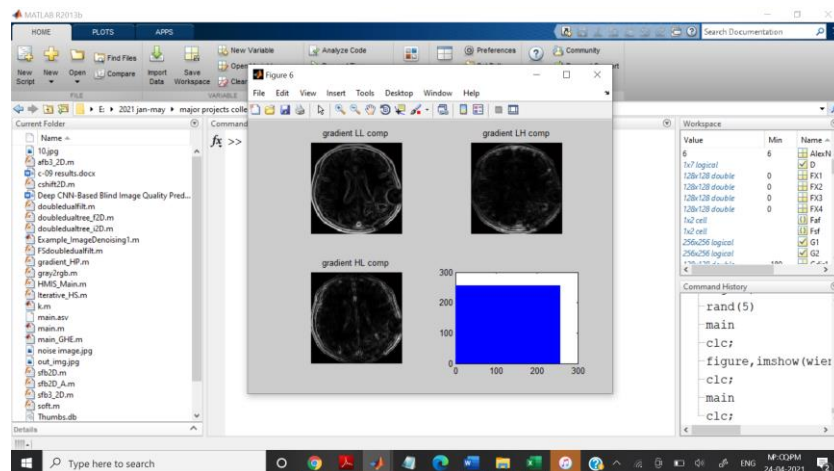 MATLAB R2013b
HOME PLOTS APPS
Search Documentation
New Script
New
Open
Find Files
Compare
Import Data
Save Workspace
New Variable
Analyze Code
Preferences
Community
FILE
VARIABLE
E: 2021 jan-may major projects colle
Current Folder
Name
10.jpg
afb3_2D.m
c-09 results.docx
cshift2D.m
Deep CNN-Based Blind Image Quality Pred...
doubledualfilt.m
doubledualtree_f2D.m
doubledualtree_i2D.m
Example_ImageDenoising1.m
FSdoubledualfilt.m
gradient_HP.m
gray2rgb.m
HMIS_Main.m
Iterative_HS.m
k.m
main.asv
main.m
main_GHE.m
noise image.jpg
out_img.jpg
sfb2D.m
sfb2D_A.m
sfb3_2D.m
soft.m
Thumbs.db
Details
Command
fx >>
Figure 6
File Edit View Insert Tools Desktop Window Help
gradient LL comp
gradient LH comp
gradient HL comp
300
200
100
0
0 100 200 300
Workspace
Value Min Name
6 6 AlexN
1x7 logical D
128x128 double 0 FX1
128x128 double 0 FX2
128x128 double 0 FX3
128x128 double 0 FX4
1x2 cell Faf
1x2 cell Fsf
256x256 logical G1
256x256 logical G2
Command History
rand(5)
main
clc;
figure,imshow(wie
clc;
main
clc;
Type here to search
ENG
24-04-2021